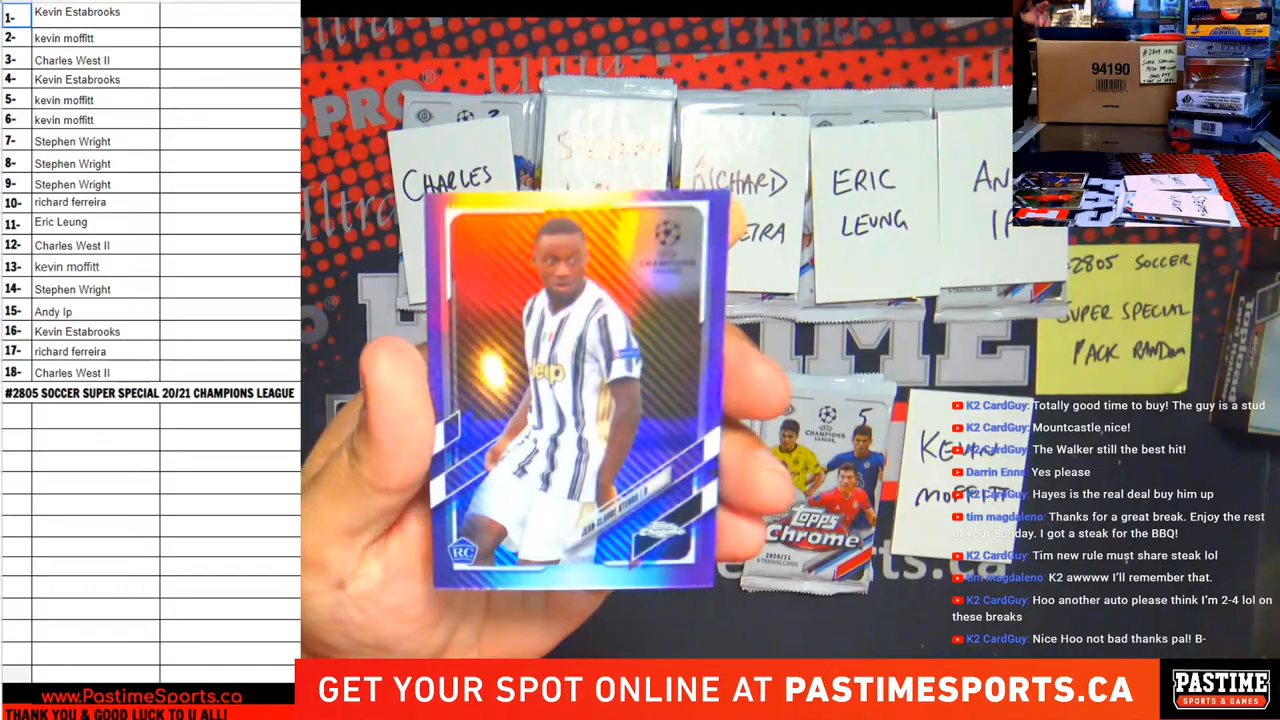 1- Kevin Estabrooks
2- kevin moffitt
3- Charles West II
4- Kevin Estabrooks
5- kevin moffitt
6- kevin moffitt
7- Stephen Wright
8- Stephen Wright
9- Stephen Wright
10- richard ferreira
11- Eric Leung
12- Charles West II
13- kevin moffitt
14- Stephen Wright
15- Andy Ip
16- Kevin Estabrooks
17- richard ferreira
18- Charles West II
#2805 SOCCER SUPER SPECIAL 20/21 CHAMPIONS LEAGUE
www.PastimeSports.ca
THANK YOU & GOOD LUCK TO U ALL!
PRO
CHARLES
RICHARD
ERIC
LEUNG
94190
#2805 SOCCER
SUPER SPECIAL
PACK RANDOM
RC
CHAMPIONS
LEAGUE
5
Topps
Chrome
2020/21
KEVIN
MOFFITT
K2 CardGuy: Totally good time to buy! The guy is a stud
K2 CardGuy: Mountcastle nice!
K2 CardGuy: The Walker still the best hit!
Darrin Enns: Yes please
K2 CardGuy: Hayes is the real deal buy him up
tim magdaleno: Thanks for a great break. Enjoy the rest
of your Sunday. I got a steak for the BBQ!
K2 CardGuy: Tim new rule must share steak lol
tim magdaleno: K2 awwww I'll remember that.
K2 CardGuy: Hoo another auto please think I'm 2-4 lol on
these breaks
K2 CardGuy: Nice Hoo not bad thanks pal! B-
GET YOUR SPOT ONLINE AT PASTIMESPORTS.CA
PASTIME
SPORTS & GAMES